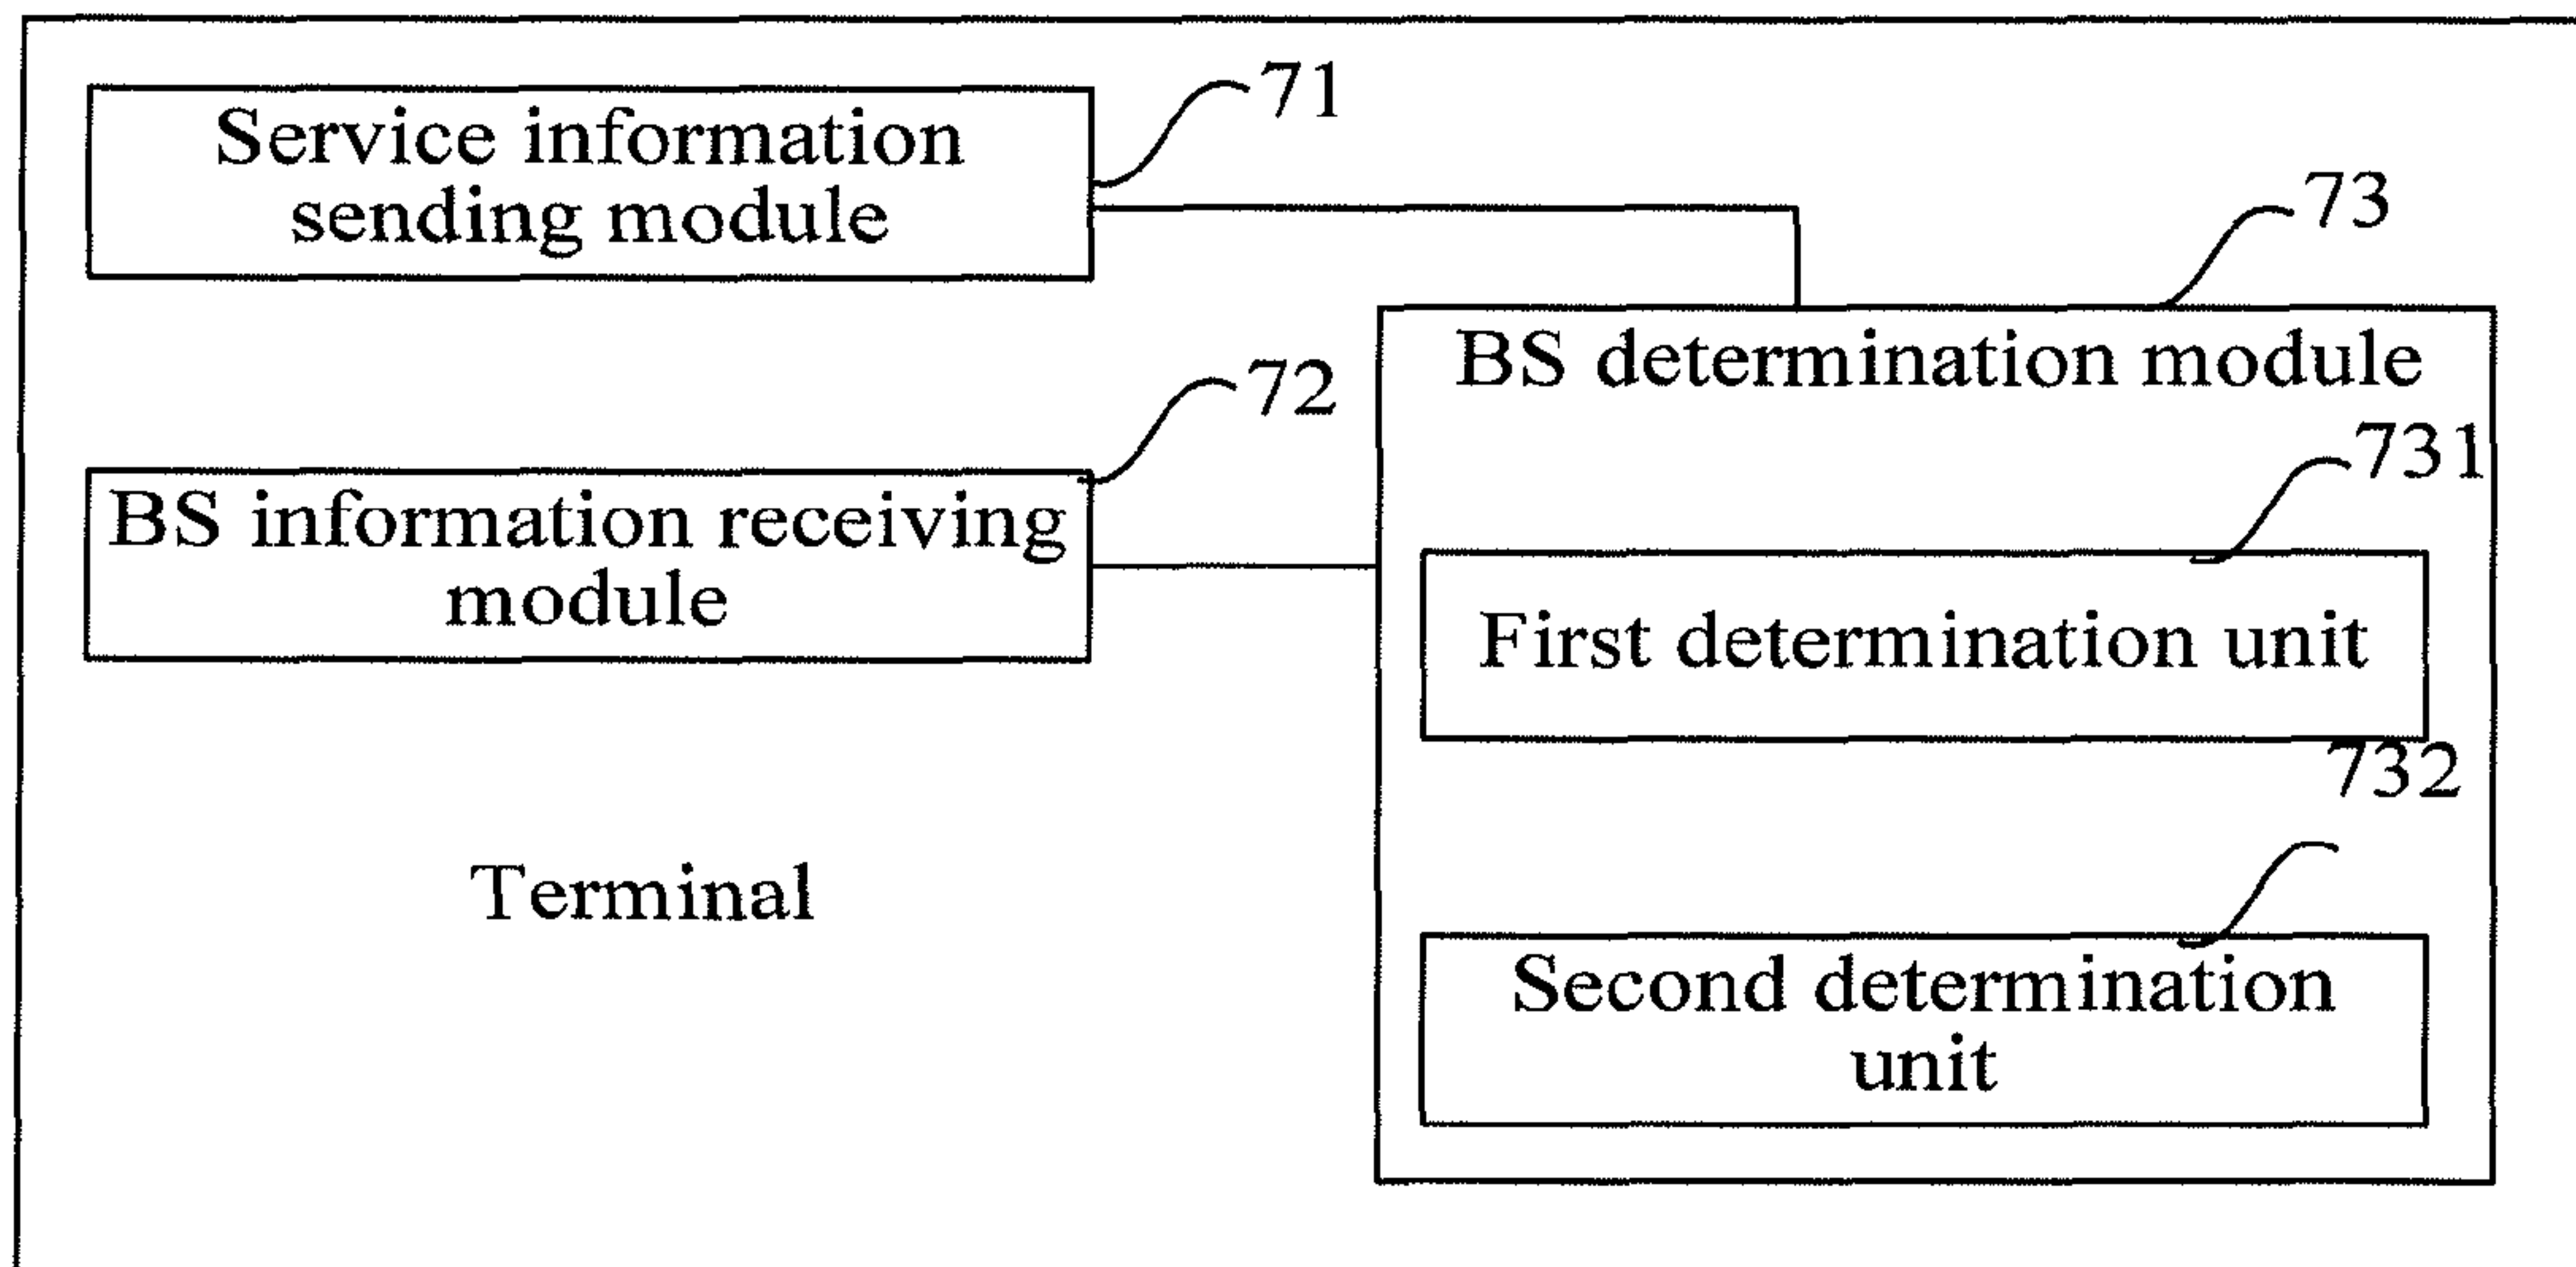 71
Service information
sending module
73
BS determination module
72
BS information receiving
module
731
First determination unit
732
Terminal
Second determination
unit